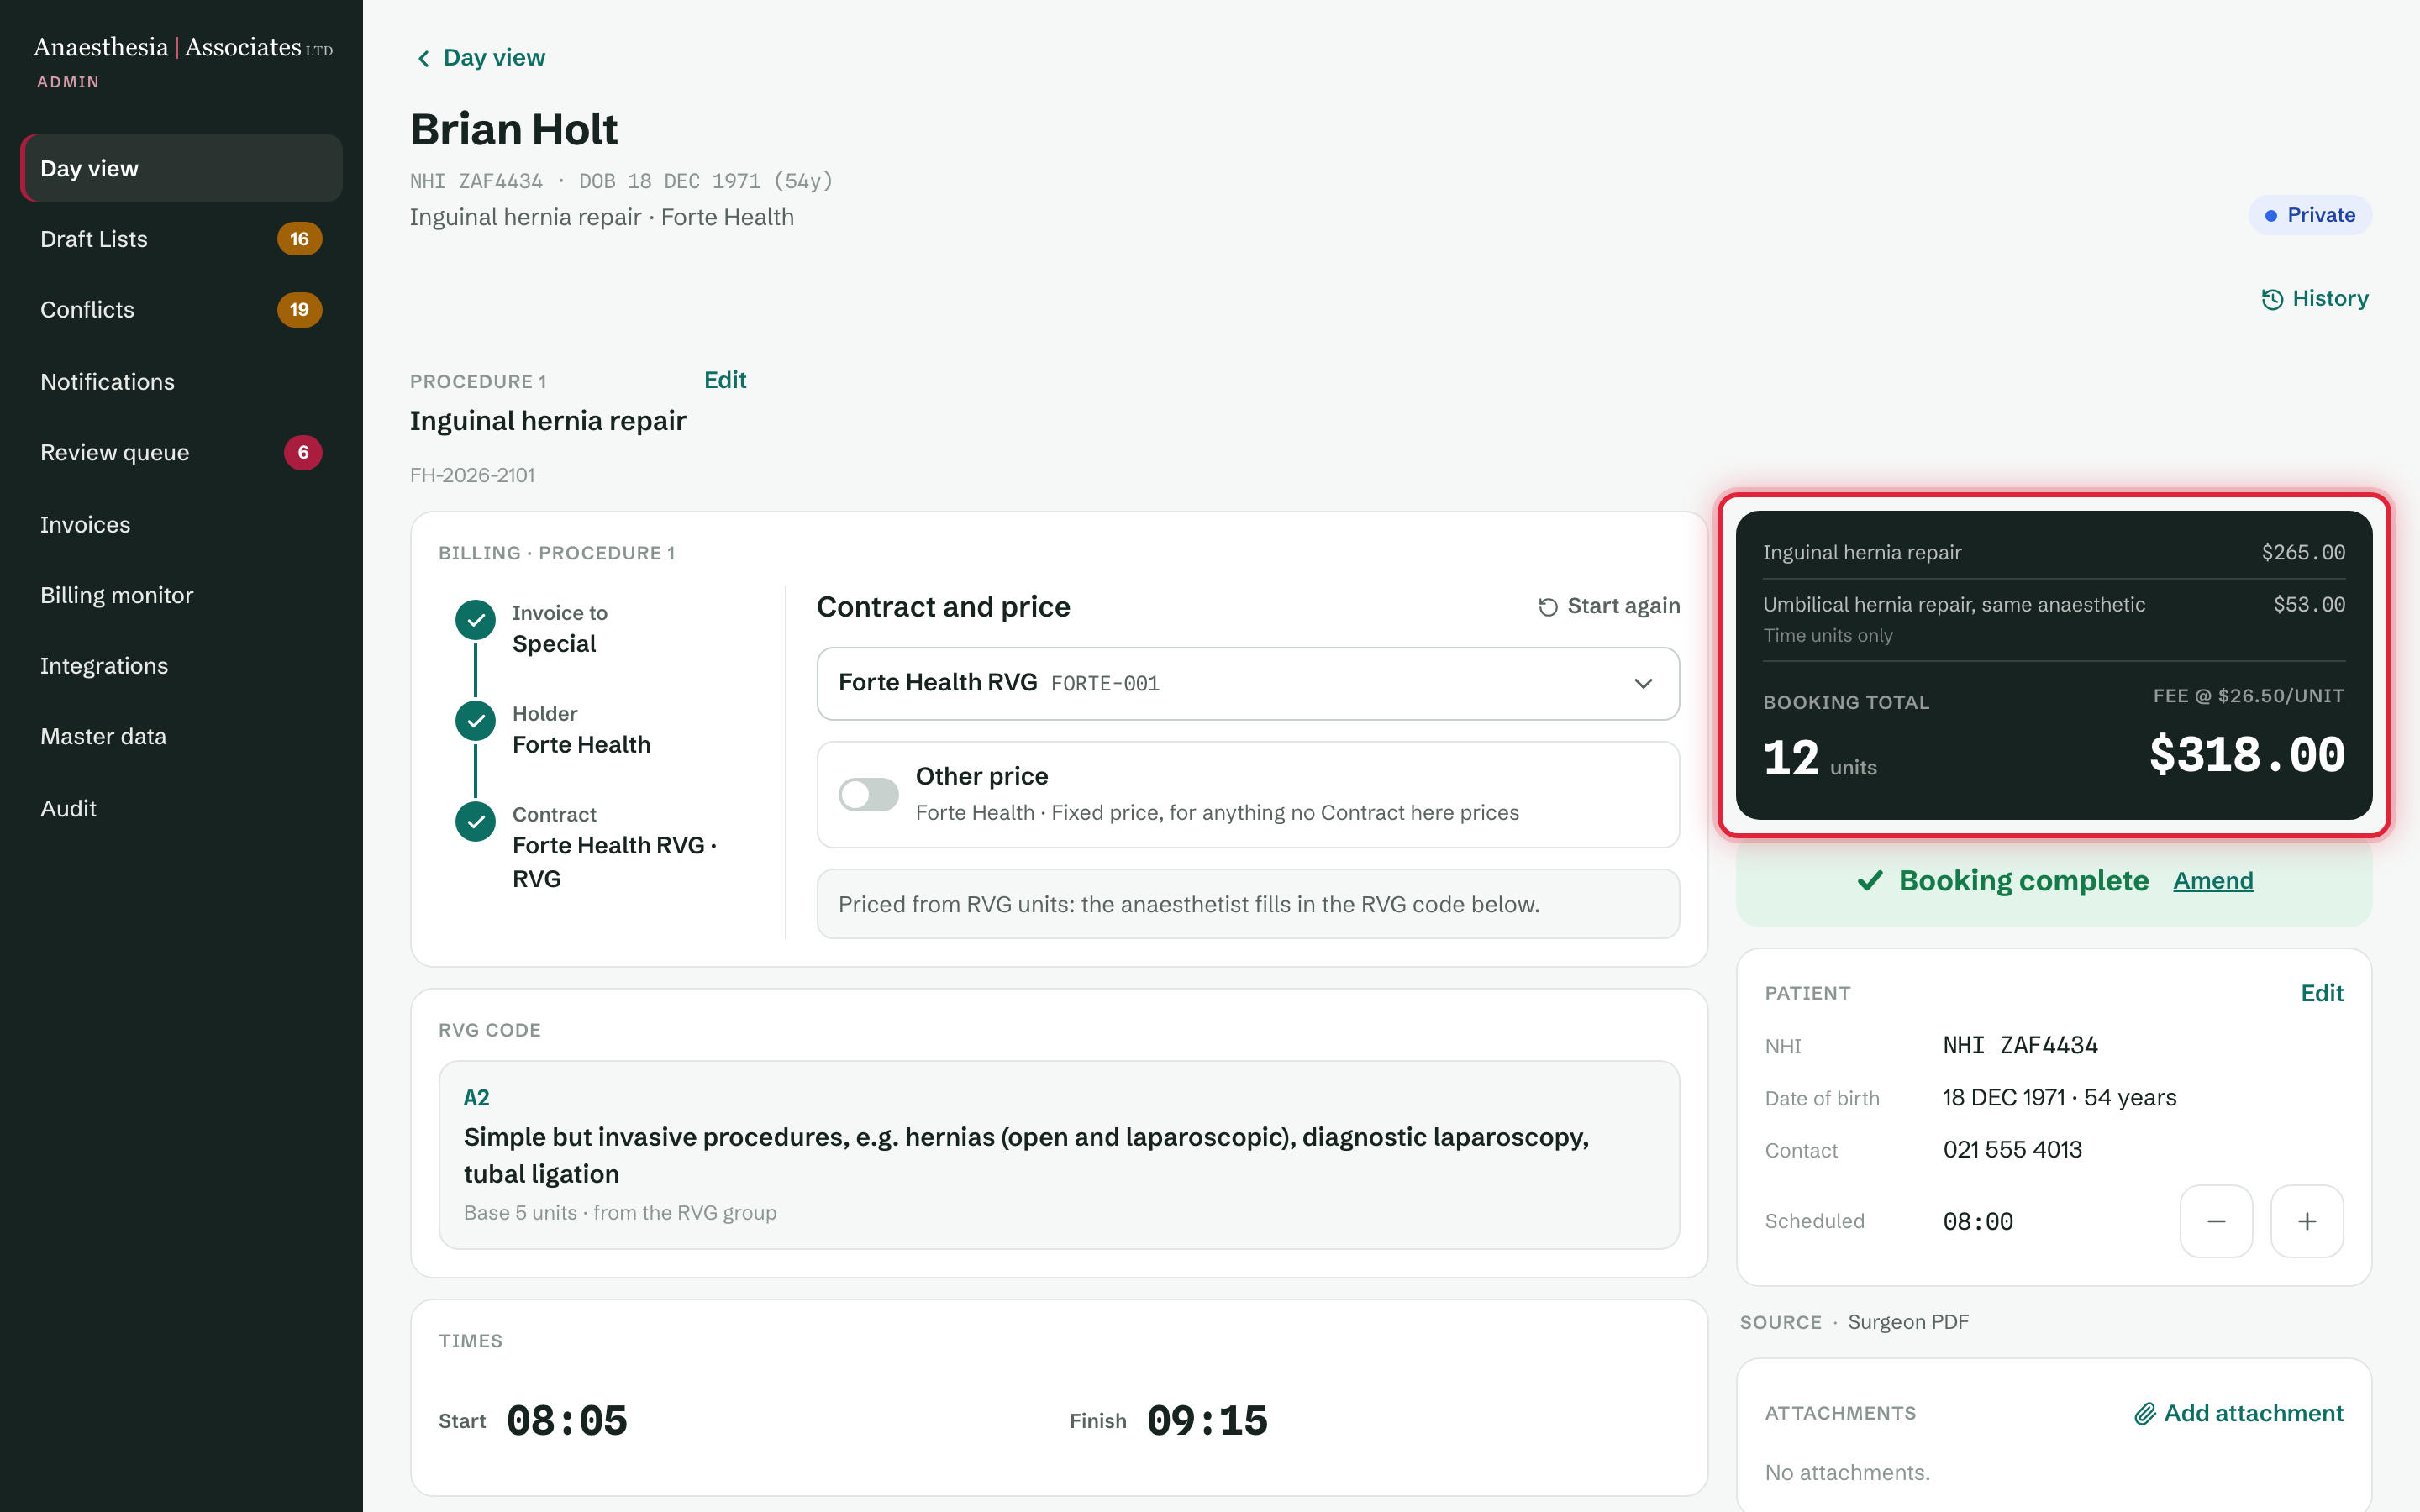 Anaesthesia | Associates LTD
ADMIN
Day view
Draft Lists 16
Conflicts 19
Notifications
Review queue 6
Invoices
Billing monitor
Integrations
Master data
Audit
Day view
Brian Holt
NHI ZAF4434 · DOB 18 DEC 1971 (54y)
Inguinal hernia repair · Forte Health
Private
History
PROCEDURE 1 Edit
Inguinal hernia repair
FH-2026-2101
BILLING · PROCEDURE 1
Invoice to
Special
Holder
Forte Health
Contract
Forte Health RVG ·
RVG
Contract and price Start again
Forte Health RVG FORTE-001
Other price
Forte Health · Fixed price, for anything no Contract here prices
Priced from RVG units: the anaesthetist fills in the RVG code below.
RVG CODE
A2
Simple but invasive procedures, e.g. hernias (open and laparoscopic), diagnostic laparoscopy,
tubal ligation
Base 5 units · from the RVG group
TIMES
Start 08:05 Finish 09:15
Inguinal hernia repair $265.00
Umbilical hernia repair, same anaesthetic $53.00
Time units only
BOOKING TOTAL FEE @ $26.50/UNIT
12 units $318.00
Booking complete Amend
PATIENT Edit
NHI NHI ZAF4434
Date of birth 18 DEC 1971 · 54 years
Contact 021 555 4013
Scheduled 08:00 − +
SOURCE · Surgeon PDF
ATTACHMENTS Add attachment
No attachments.